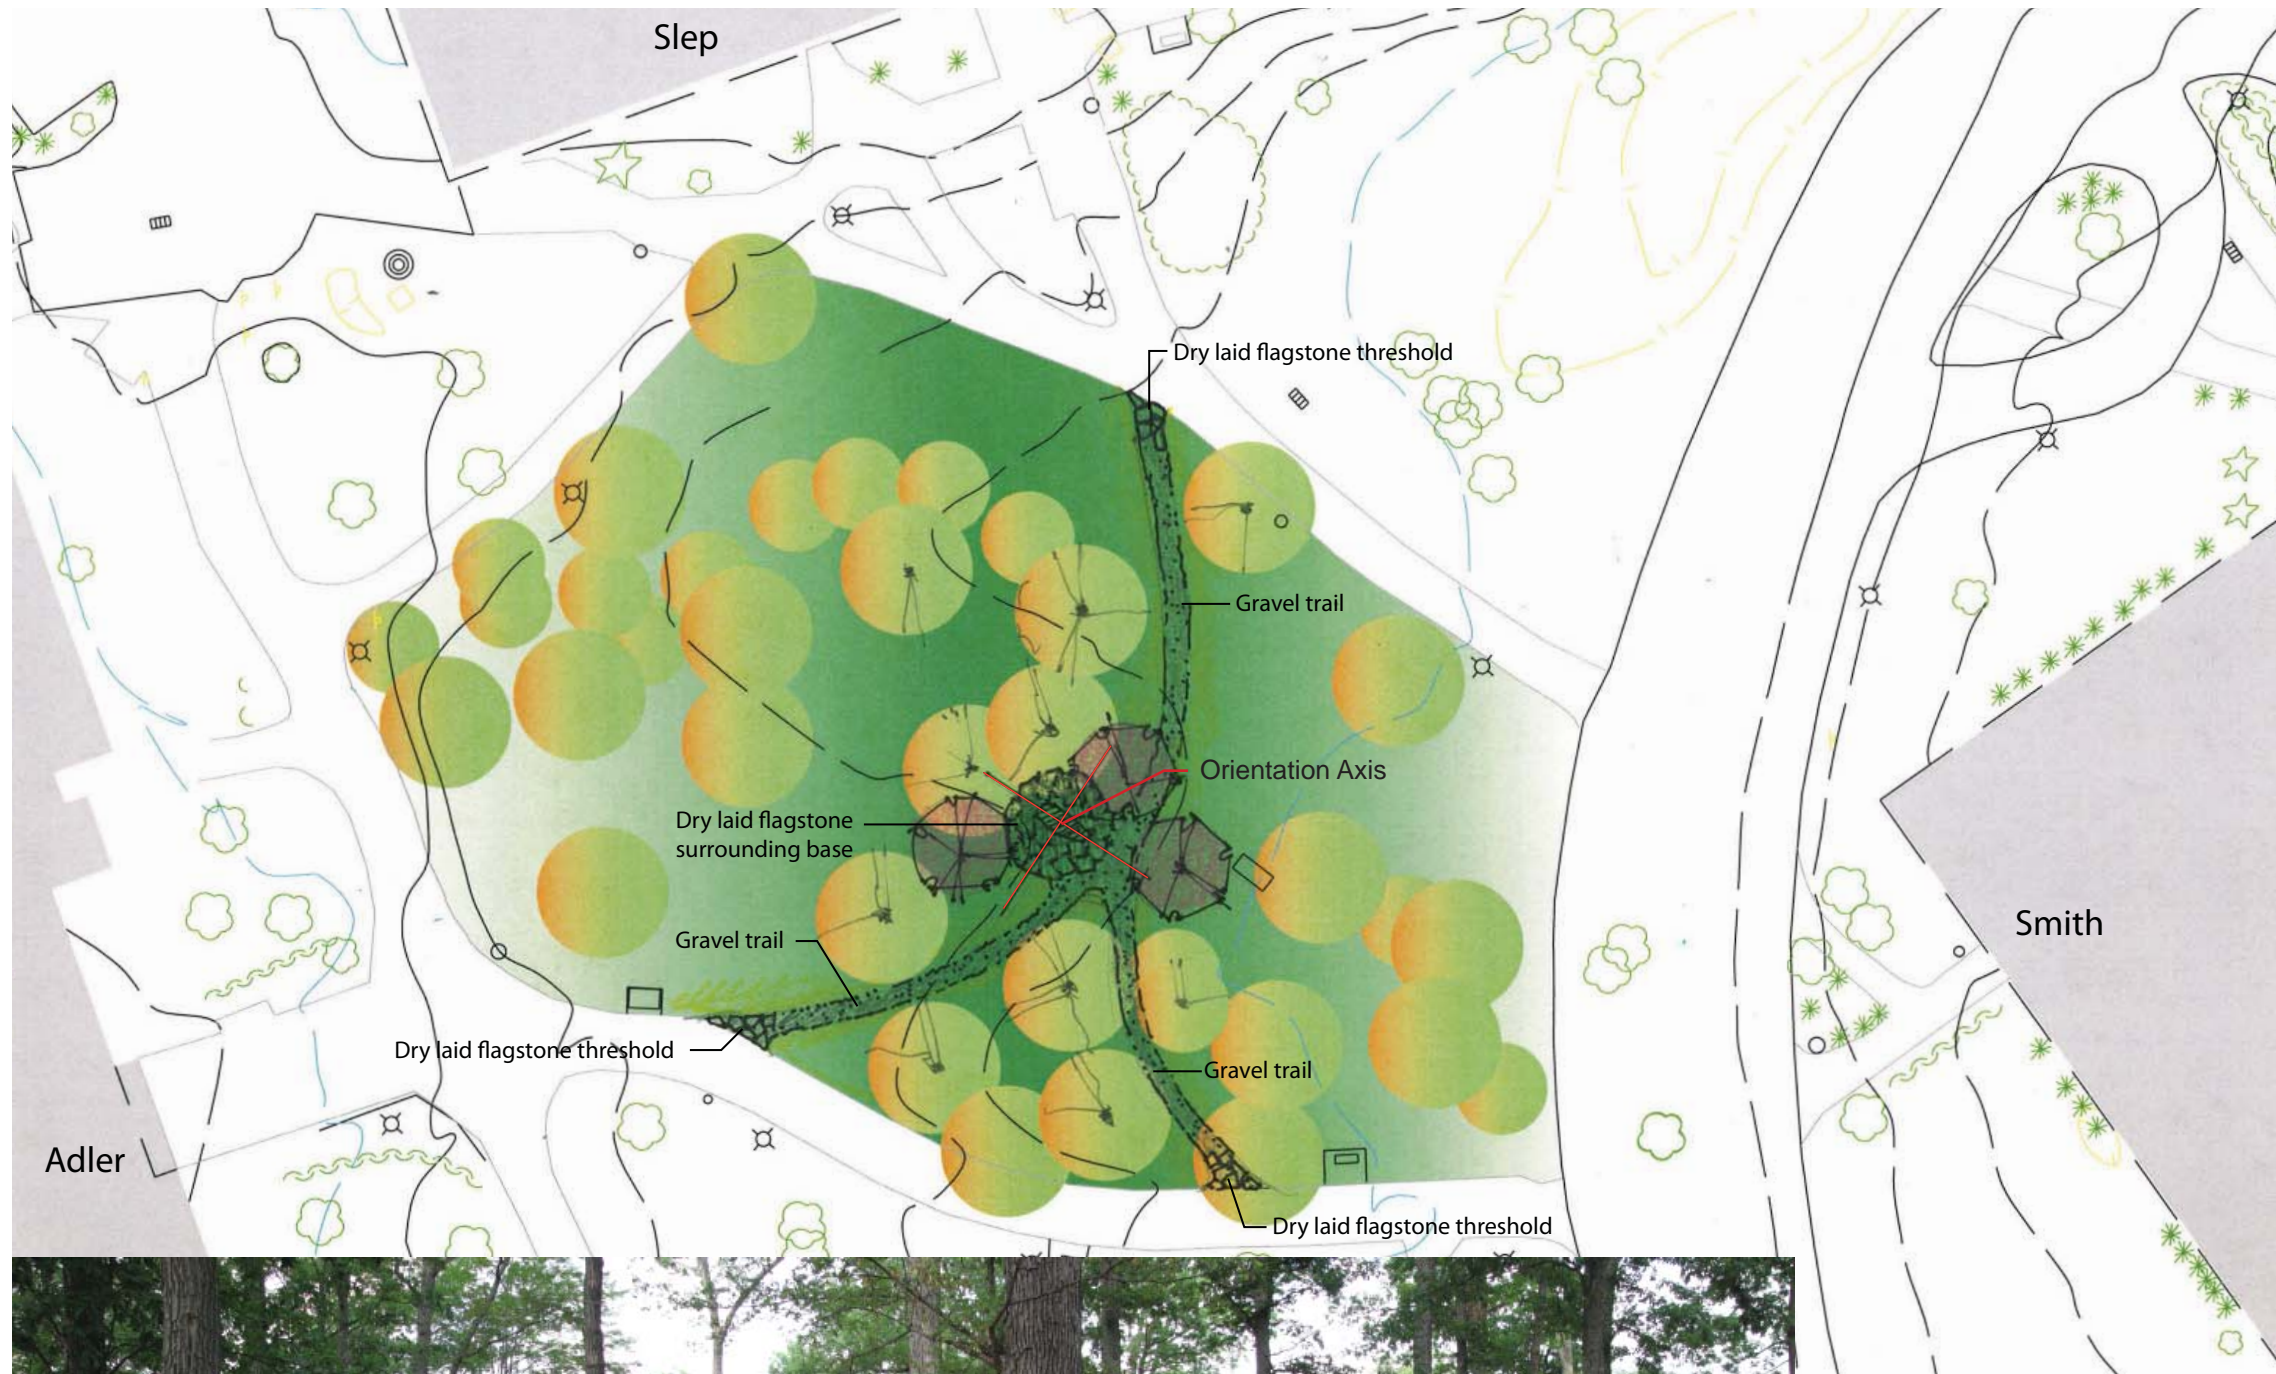 Slep
Dry laid flagstone threshold
Gravel trail
Orientation Axis
Dry laid flagstone
surrounding base
Smith
Gravel trail
Dry laid flagstone threshold
Gravel trail
Adler
Dry laid flagstone threshold